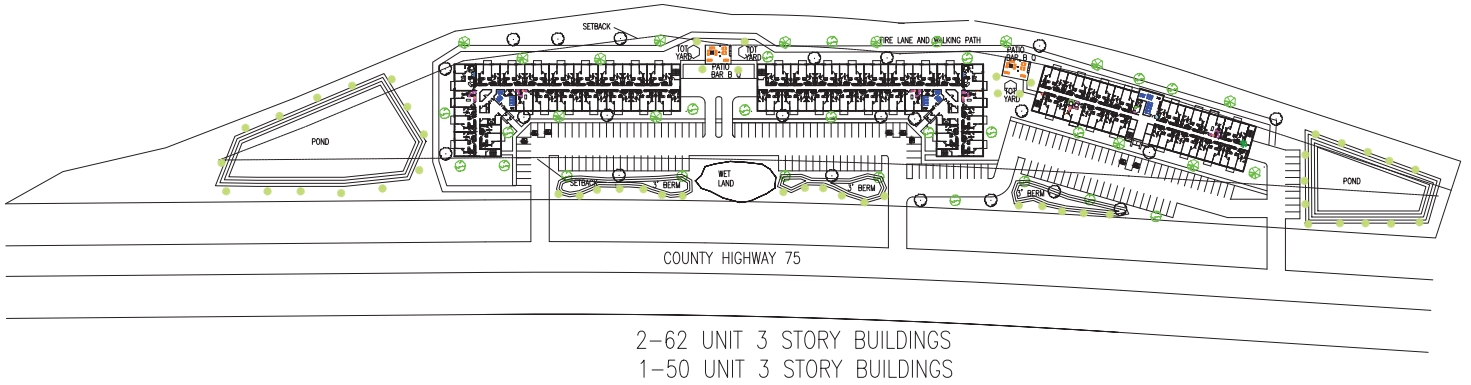 SETBACK
TOT
YARD
TOT
YARD
PATIO
BAR B Q
FIRE LANE AND WALKING PATH
PATIO
BAR B Q
TOT
YARD
POND
SETBACK
3" BERM
WET
LAND
3' BERM
3" BERM
POND
COUNTY HIGHWAY 75
2-62 UNIT 3 STORY BUILDINGS
1-50 UNIT 3 STORY BUILDINGS